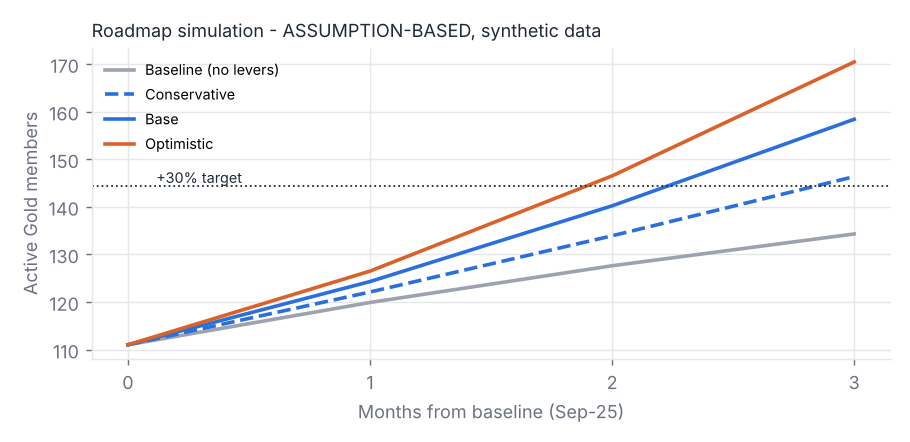 Roadmap simulation - ASSUMPTION-BASED, synthetic data
Baseline (no levers)
Conservative
Base
Optimistic
+30% target
Active Gold members
170
160
150
140
130
120
110
0 1 2 3
Months from baseline (Sep-25)